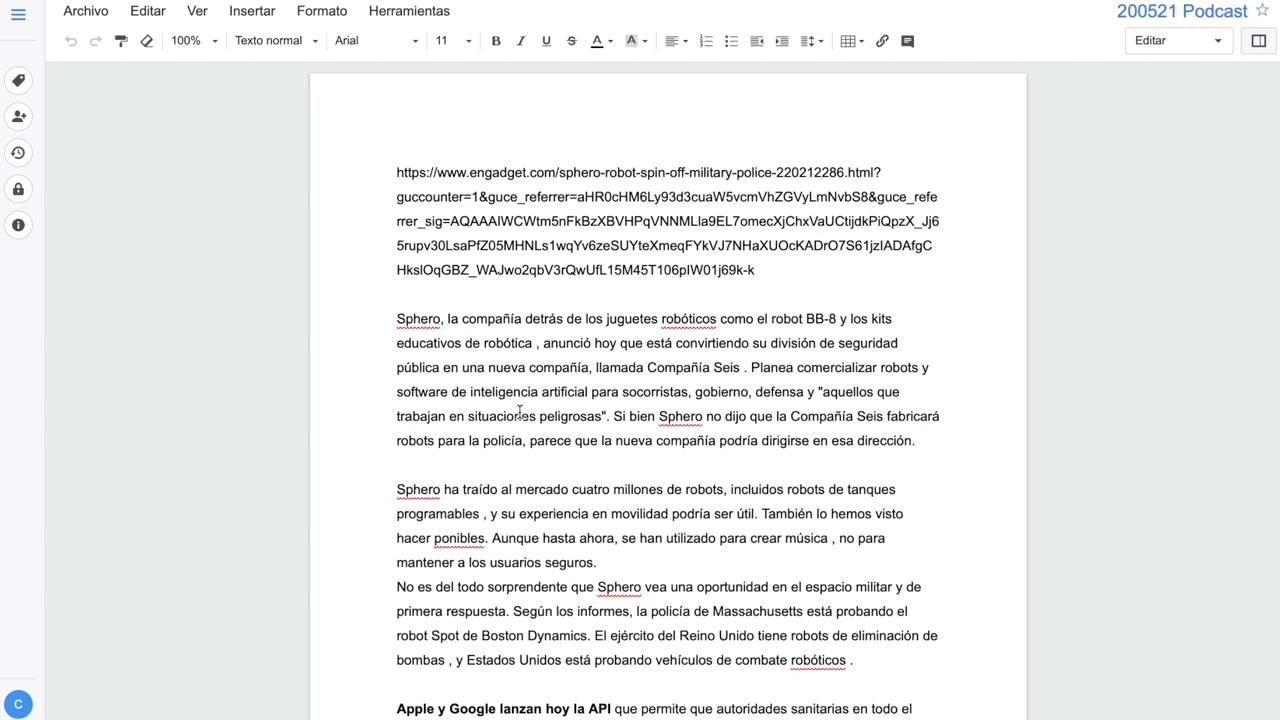 Archivo Editar Ver Insertar Formato Herramientas 200521 Podcast
100% Texto normal Arial 11 B I U S A A Editar
https://www.engadget.com/sphero-robot-spin-off-military-police-220212286.html?
guccounter=1&guce_referrer=aHR0cHM6Ly93d3cuaW5vcmVhZGVyLmNvbS8&guce_refe
rrer_sig=AQAAAIWCWtm5nFkBzXBVHPqVNNMLla9EL7omecXjChxVaUCtijdkPiQpzX_Jj6
5rupv30LsaPfZ05MHNLs1wqYv6zeSUYteXmeqFYkVJ7NHaXUOcKADrO7S61jzIADAfgC
HkslOqGBZ_WAJwo2qbV3rQwUfL15M45T106pIW01j69k-k
Sphero, la compañía detrás de los juguetes robóticos como el robot BB-8 y los kits
educativos de robótica , anunció hoy que está convirtiendo su división de seguridad
pública en una nueva compañía, llamada Compañía Seis . Planea comercializar robots y
software de inteligencia artificial para socorristas, gobierno, defensa y "aquellos que
trabajan en situaciones peligrosas". Si bien Sphero no dijo que la Compañía Seis fabricará
robots para la policía, parece que la nueva compañía podría dirigirse en esa dirección.
Sphero ha traído al mercado cuatro millones de robots, incluidos robots de tanques
programables , y su experiencia en movilidad podría ser útil. También lo hemos visto
hacer ponibles. Aunque hasta ahora, se han utilizado para crear música , no para
mantener a los usuarios seguros.
No es del todo sorprendente que Sphero vea una oportunidad en el espacio militar y de
primera respuesta. Según los informes, la policía de Massachusetts está probando el
robot Spot de Boston Dynamics. El ejército del Reino Unido tiene robots de eliminación de
bombas , y Estados Unidos está probando vehículos de combate robóticos .
Apple y Google lanzan hoy la API que permite que autoridades sanitarias en todo el
C